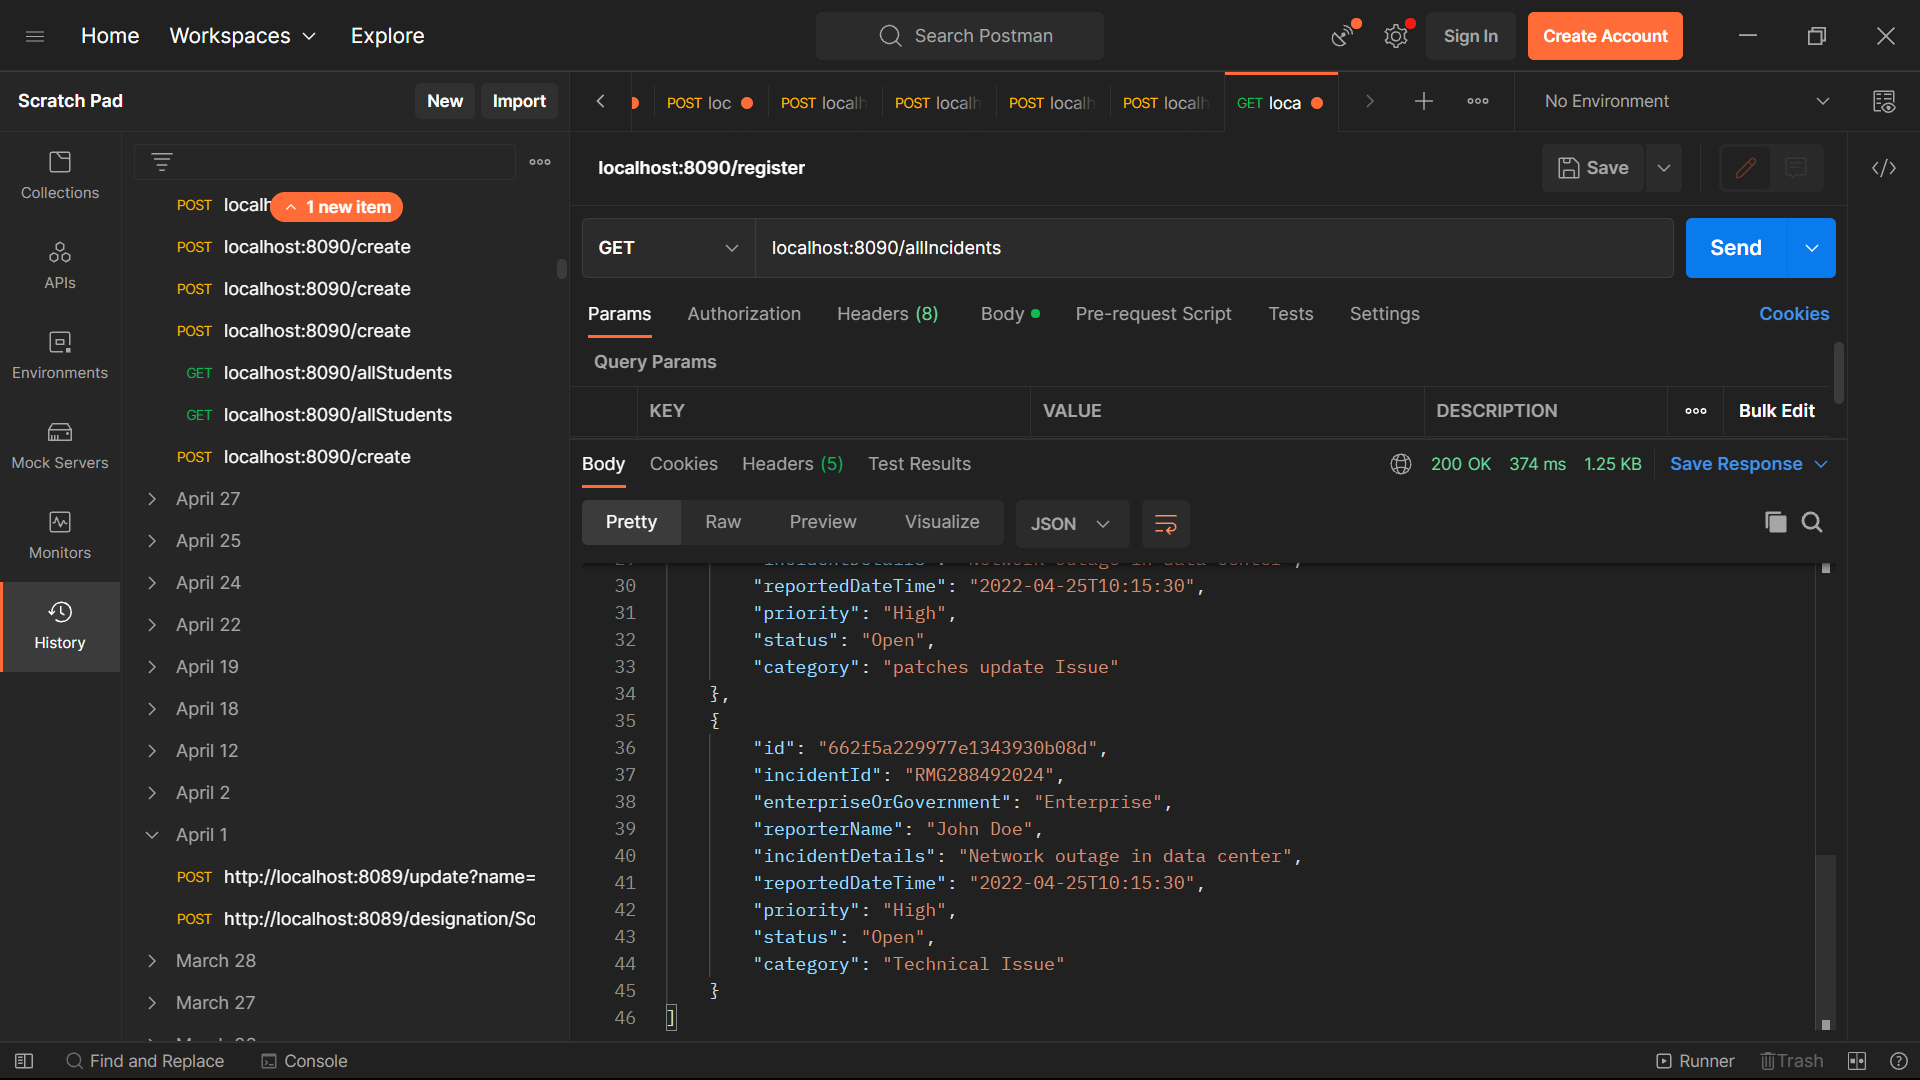 Home Workspaces Explore
Search Postman
Sign In Create Account
Scratch Pad New Import
POST loc POST localh POST localh POST localh POST localh GET loca
No Environment
Collections
APIs
Environments
Mock Servers
Monitors
History
POST localh
1 new item
POST localhost:8090/create
POST localhost:8090/create
POST localhost:8090/create
GET localhost:8090/allStudents
GET localhost:8090/allStudents
POST localhost:8090/create
April 27
April 25
April 24
April 22
April 19
April 18
April 12
April 2
April 1
POST http://localhost:8089/update?name=
POST http://localhost:8089/designation/So
March 28
March 27
localhost:8090/register
Save
GET localhost:8090/allIncidents Send
Params Authorization Headers (8) Body Pre-request Script Tests Settings Cookies
Query Params
KEY VALUE DESCRIPTION Bulk Edit
Body Cookies Headers (5) Test Results 200 OK 374 ms 1.25 KB Save Response
Pretty Raw Preview Visualize JSON
29 "incidentDetails": "Network outage in data center",
30 "reportedDateTime": "2022-04-25T10:15:30",
31 "priority": "High",
32 "status": "Open",
33 "category": "patches update Issue"
34 },
35 {
36 "id": "662f5a229977e1343930b08d",
37 "incidentId": "RMG288492024",
38 "enterpriseOrGovernment": "Enterprise",
39 "reporterName": "John Doe",
40 "incidentDetails": "Network outage in data center",
41 "reportedDateTime": "2022-04-25T10:15:30",
42 "priority": "High",
43 "status": "Open",
44 "category": "Technical Issue"
45 }
46 ]
Find and Replace Console Runner Trash